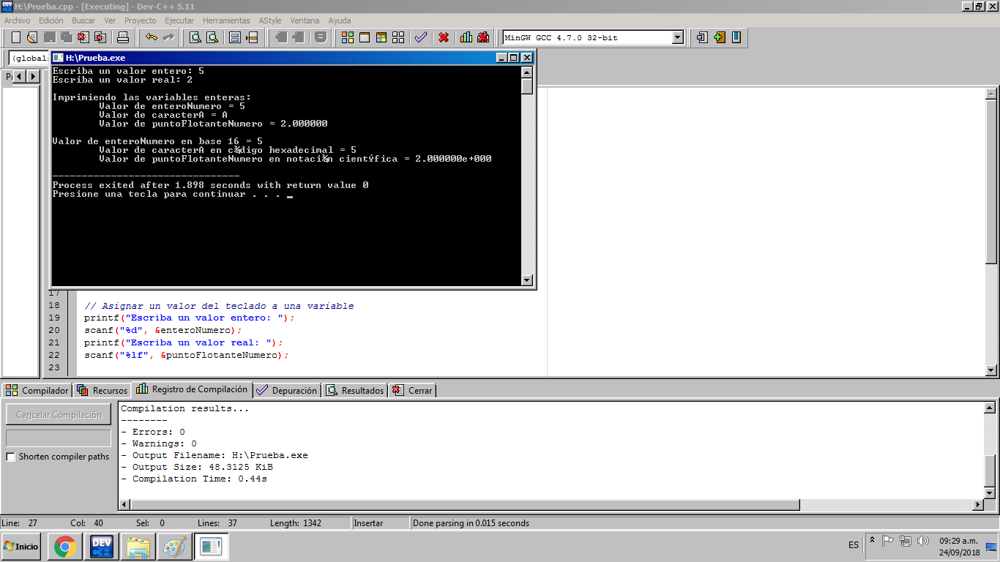 H:\Prueba.cpp - [Executing] - Dev-C++ 5.11
Archivo Edición Buscar Ver Proyecto Ejecutar Herramientas AStyle Ventana Ayuda
MinGW GCC 4.7.0 32-bit
H:\Prueba.exe
Escriba un valor entero: 5
Escriba un valor real: 2
Imprimiendo las variables enteras:
Valor de enteroNumero = 5
Valor de caracterA = A
Valor de puntoFlotanteNumero = 2.000000
Valor de enteroNumero en base 16 = 5
Valor de caracterA en c¾digo hexadecimal = 5
Valor de puntoFlotanteNumero en notaci¾n cientÝfica = 2.000000e+000
--------------------------------
Process exited after 1.898 seconds with return value 0
Presione una tecla para continuar . . .
17
18 // Asignar un valor del teclado a una variable
19 printf("Escriba un valor entero: ");
20 scanf("%d", &enteroNumero);
21 printf("Escriba un valor real: ");
22 scanf("%lf", &puntoFlotanteNumero);
23
Compilador Recursos Registro de Compilación Depuración Resultados Cerrar
Cancelar Compilación
Shorten compiler paths
Compilation results...
--------
- Errors: 0
- Warnings: 0
- Output Filename: H:\Prueba.exe
- Output Size: 48.3125 KiB
- Compilation Time: 0.44s
Line: 27 Col: 40 Sel: 0 Lines: 37 Length: 1342 Insertar Done parsing in 0.015 seconds
Inicio
DEV C++
ES
09:29 a.m.
24/09/2018